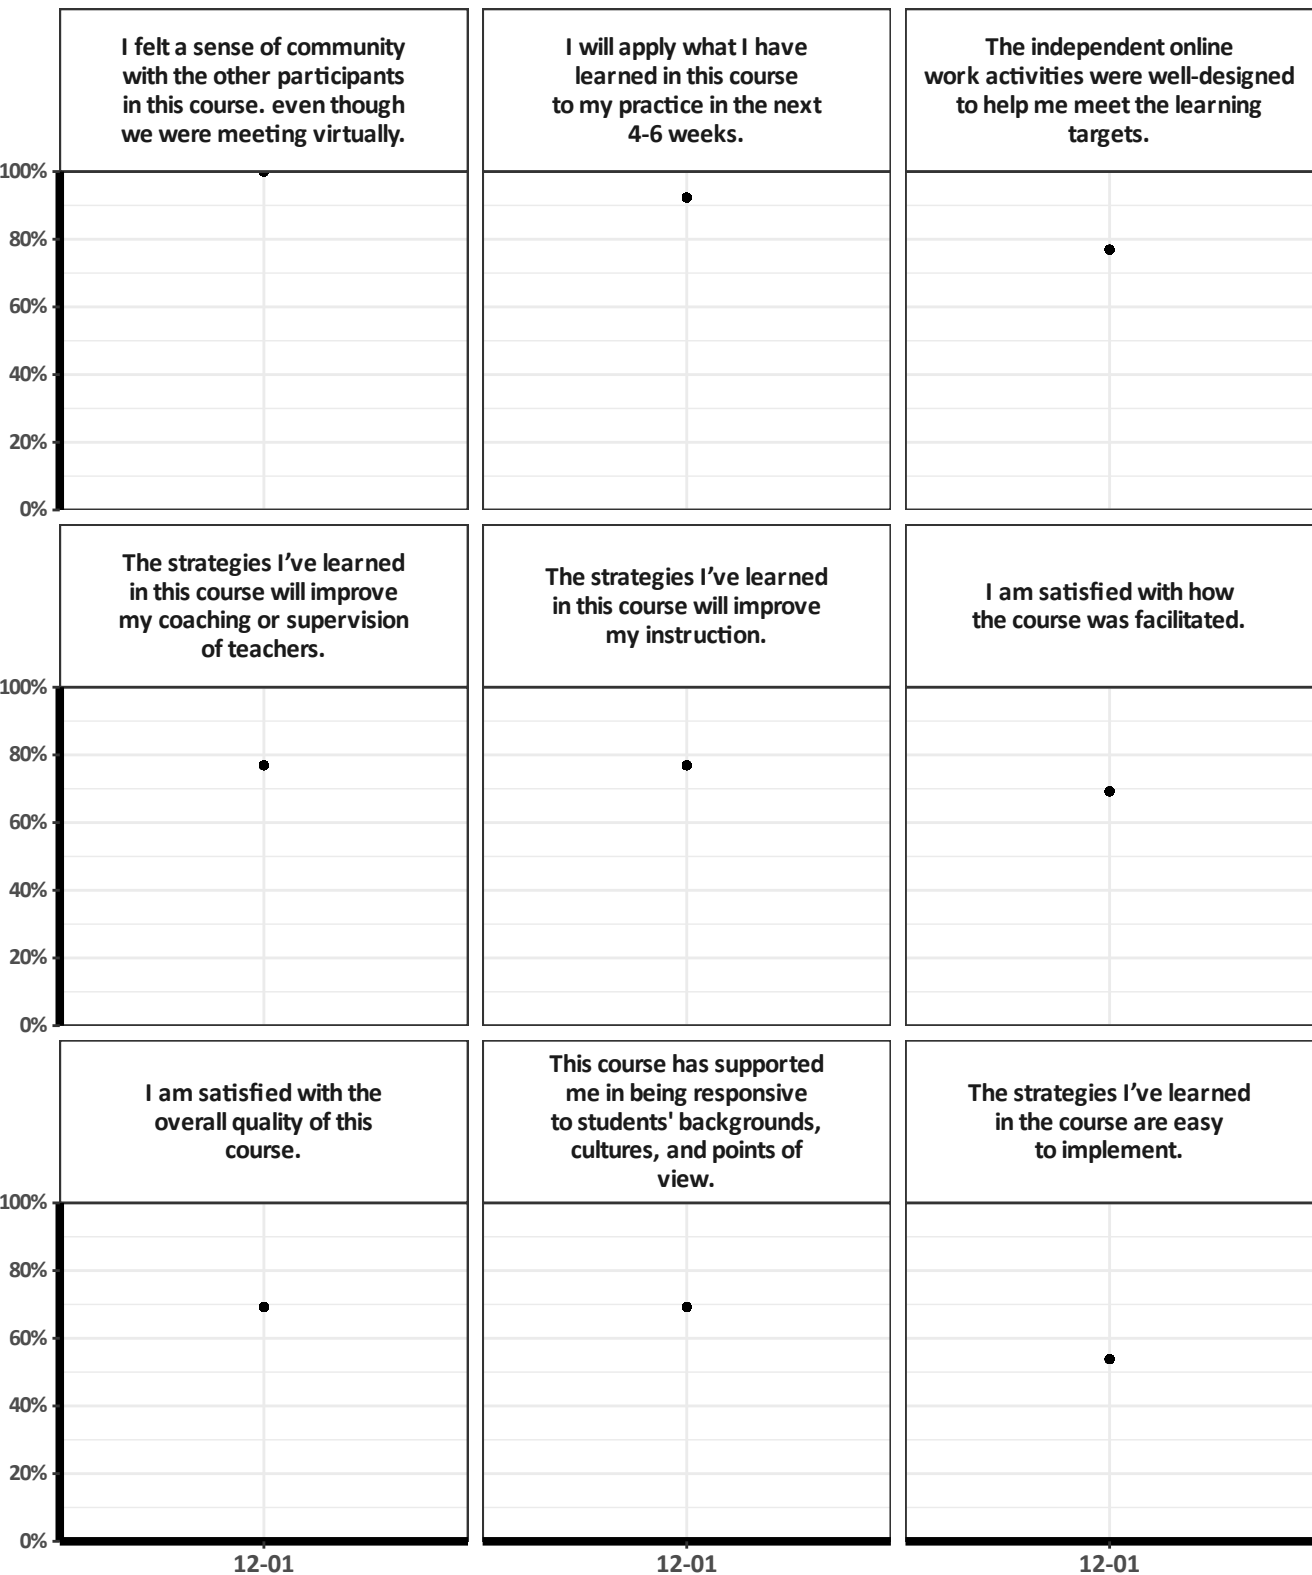 I felt a sense of community
with the other participants
in this course. even though
we were meeting virtually.
I will apply what I have
learned in this course
to my practice in the next
4-6 weeks.
The independent online
work activities were well-designed
to help me meet the learning
targets.
100%
80%
60%
40%
20%
0%
The strategies I’ve learned
in this course will improve
my coaching or supervision
of teachers.
The strategies I’ve learned
in this course will improve
my instruction.
I am satisfied with how
the course was facilitated.
100%
80%
60%
40%
20%
0%
I am satisfied with the
overall quality of this
course.
This course has supported
me in being responsive
to students' backgrounds,
cultures, and points of
view.
The strategies I’ve learned
in the course are easy
to implement.
100%
80%
60%
40%
20%
0%
12-01
12-01
12-01